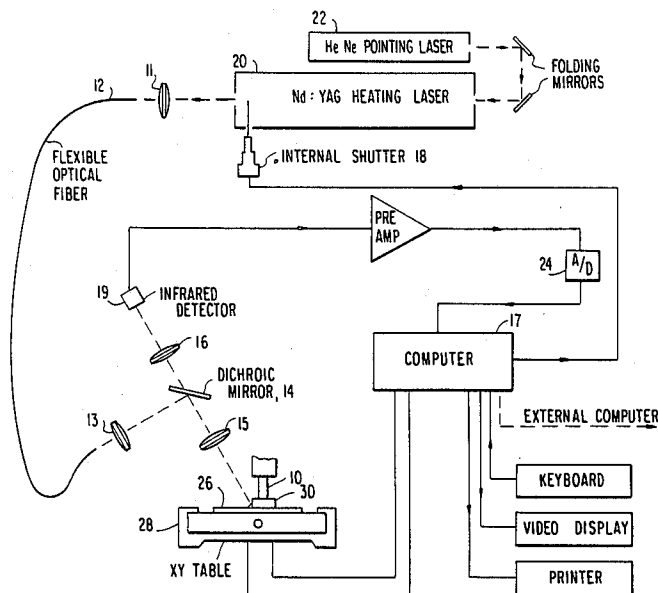 22
He Ne POINTING LASER
20
FOLDING
MIRRORS
Nd: YAG HEATING LASER
11
12
INTERNAL SHUTTER 18
FLEXIBLE
OPTICAL
FIBER
PRE
AMP
24
A/D
19
INFRARED
DETECTOR
16
17
COMPUTER
DICHROIC
MIRROR, 14
13
15
EXTERNAL COMPUTER
10
26
30
28
KEYBOARD
VIDEO DISPLAY
XY TABLE
PRINTER